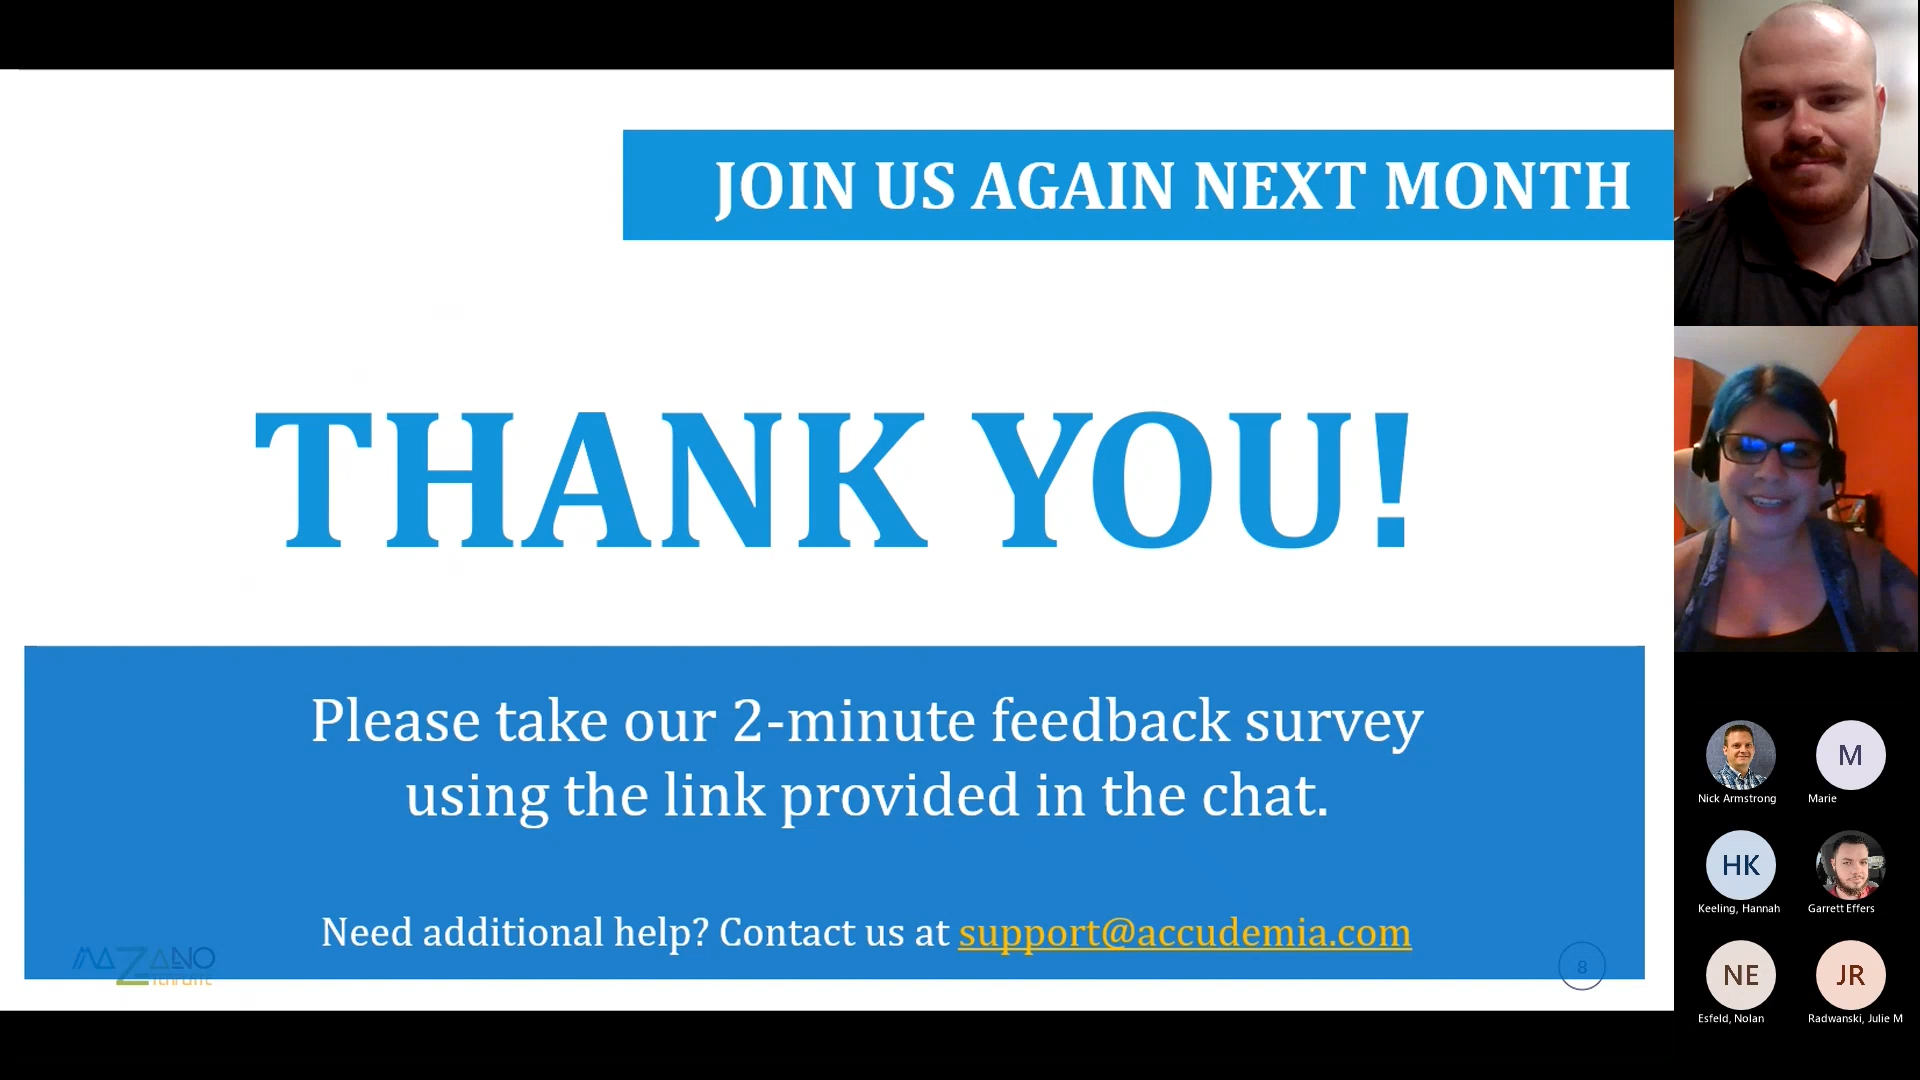 JOIN US AGAIN NEXT MONTH
THANK YOU!
Please take our 2-minute feedback survey
using the link provided in the chat.
Need additional help? Contact us at support@accudemia.com
8
Nick Armstrong
M
Marie
HK
Keeling, Hannah
Garrett Effers
NE
Esfeld, Nolan
JR
Radwanski, Julie M